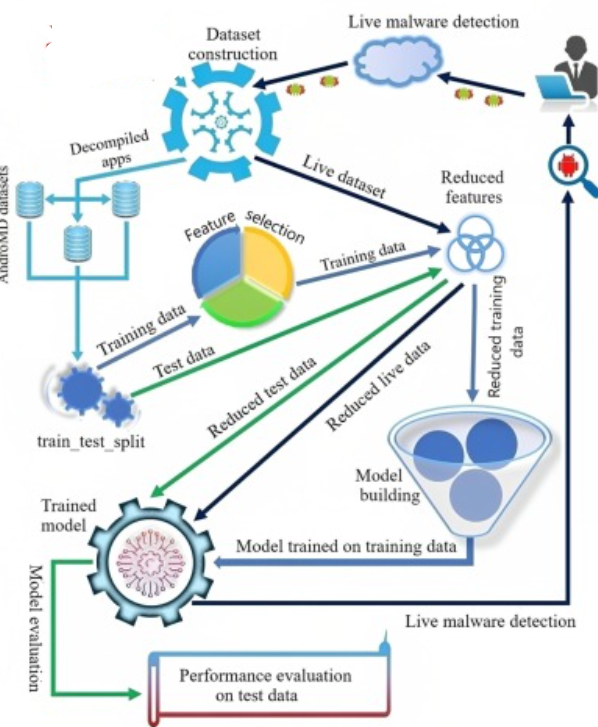 Live malware detection
Dataset
construction
Decompiled
apps
Live dataset
Reduced
features
AndroMD datasets
Feature selection
Training data
Training data
Test data
Reduced test data
Reduced live data
Reduced training
data
train_test_split
Model
building
Trained
model
Model trained on training data
Live malware detection
Model evaluation
Performance evaluation
on test data